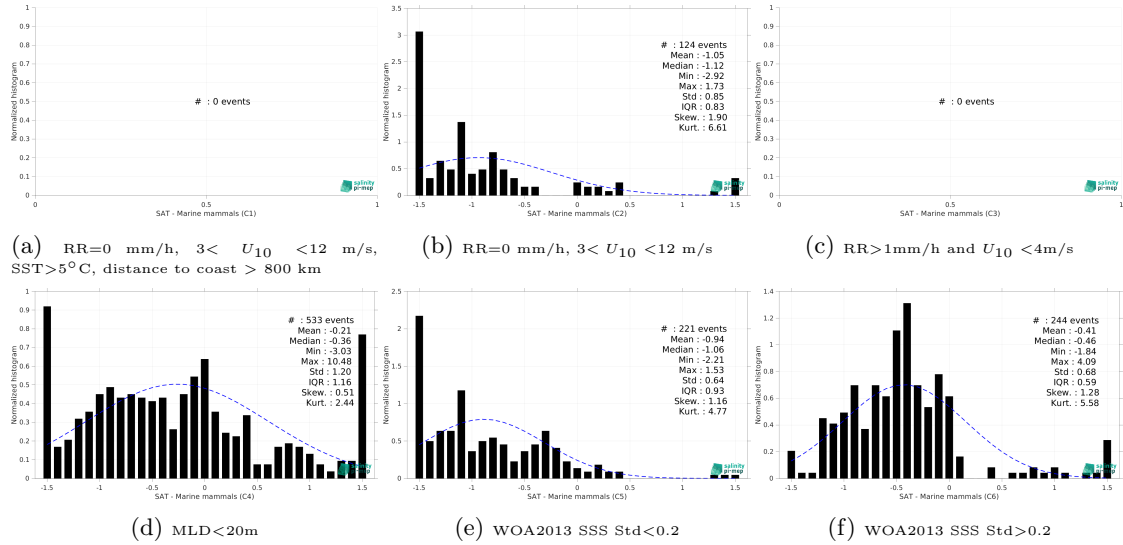 1
0.9
0.8
0.7
0.6
0.5
0.4
0.3
0.2
0.1
0
Normalized histogram
# : 0 events
salinity
pi-mep
0 0.5 1
SAT - Marine mammals (C1)
(a) RR=0 mm/h, 3< U10 <12 m/s,
SST>5°C, distance to coast > 800 km
3.5
3
2.5
2
1.5
1
0.5
0
Normalized histogram
# : 124 events
Mean : -1.05
Median : -1.12
Min : -2.92
Max : 1.73
Std : 0.85
IQR : 0.83
Skew. : 1.90
Kurt. : 6.61
salinity
pi-mep
-1.5 -1 -0.5 0 0.5 1 1.5
SAT - Marine mammals (C2)
(b) RR=0 mm/h, 3< U10 <12 m/s
1
0.9
0.8
0.7
0.6
0.5
0.4
0.3
0.2
0.1
0
Normalized histogram
# : 0 events
salinity
pi-mep
0 0.5 1
SAT - Marine mammals (C3)
(c) RR>1mm/h and U10 <4m/s
1
0.9
0.8
0.7
0.6
0.5
0.4
0.3
0.2
0.1
0
Normalized histogram
# : 533 events
Mean : -0.21
Median : -0.36
Min : -3.03
Max : 10.48
Std : 1.20
IQR : 1.16
Skew. : 0.51
Kurt. : 2.44
salinity
pi-mep
-1.5 -1 -0.5 0 0.5 1 1.5
SAT - Marine mammals (C4)
(d) MLD<20m
2.5
2
1.5
1
0.5
0
Normalized histogram
# : 221 events
Mean : -0.94
Median : -1.06
Min : -2.21
Max : 1.53
Std : 0.64
IQR : 0.93
Skew. : 1.16
Kurt. : 4.77
salinity
pi-mep
-1.5 -1 -0.5 0 0.5 1 1.5
SAT - Marine mammals (C5)
(e) WOA2013 SSS Std<0.2
1.4
1.2
1
0.8
0.6
0.4
0.2
0
Normalized histogram
# : 244 events
Mean : -0.41
Median : -0.46
Min : -1.84
Max : 4.09
Std : 0.68
IQR : 0.59
Skew. : 1.28
Kurt. : 5.58
salinity
pi-mep
-1.5 -1 -0.5 0 0.5 1 1.5
SAT - Marine mammals (C6)
(f) WOA2013 SSS Std>0.2